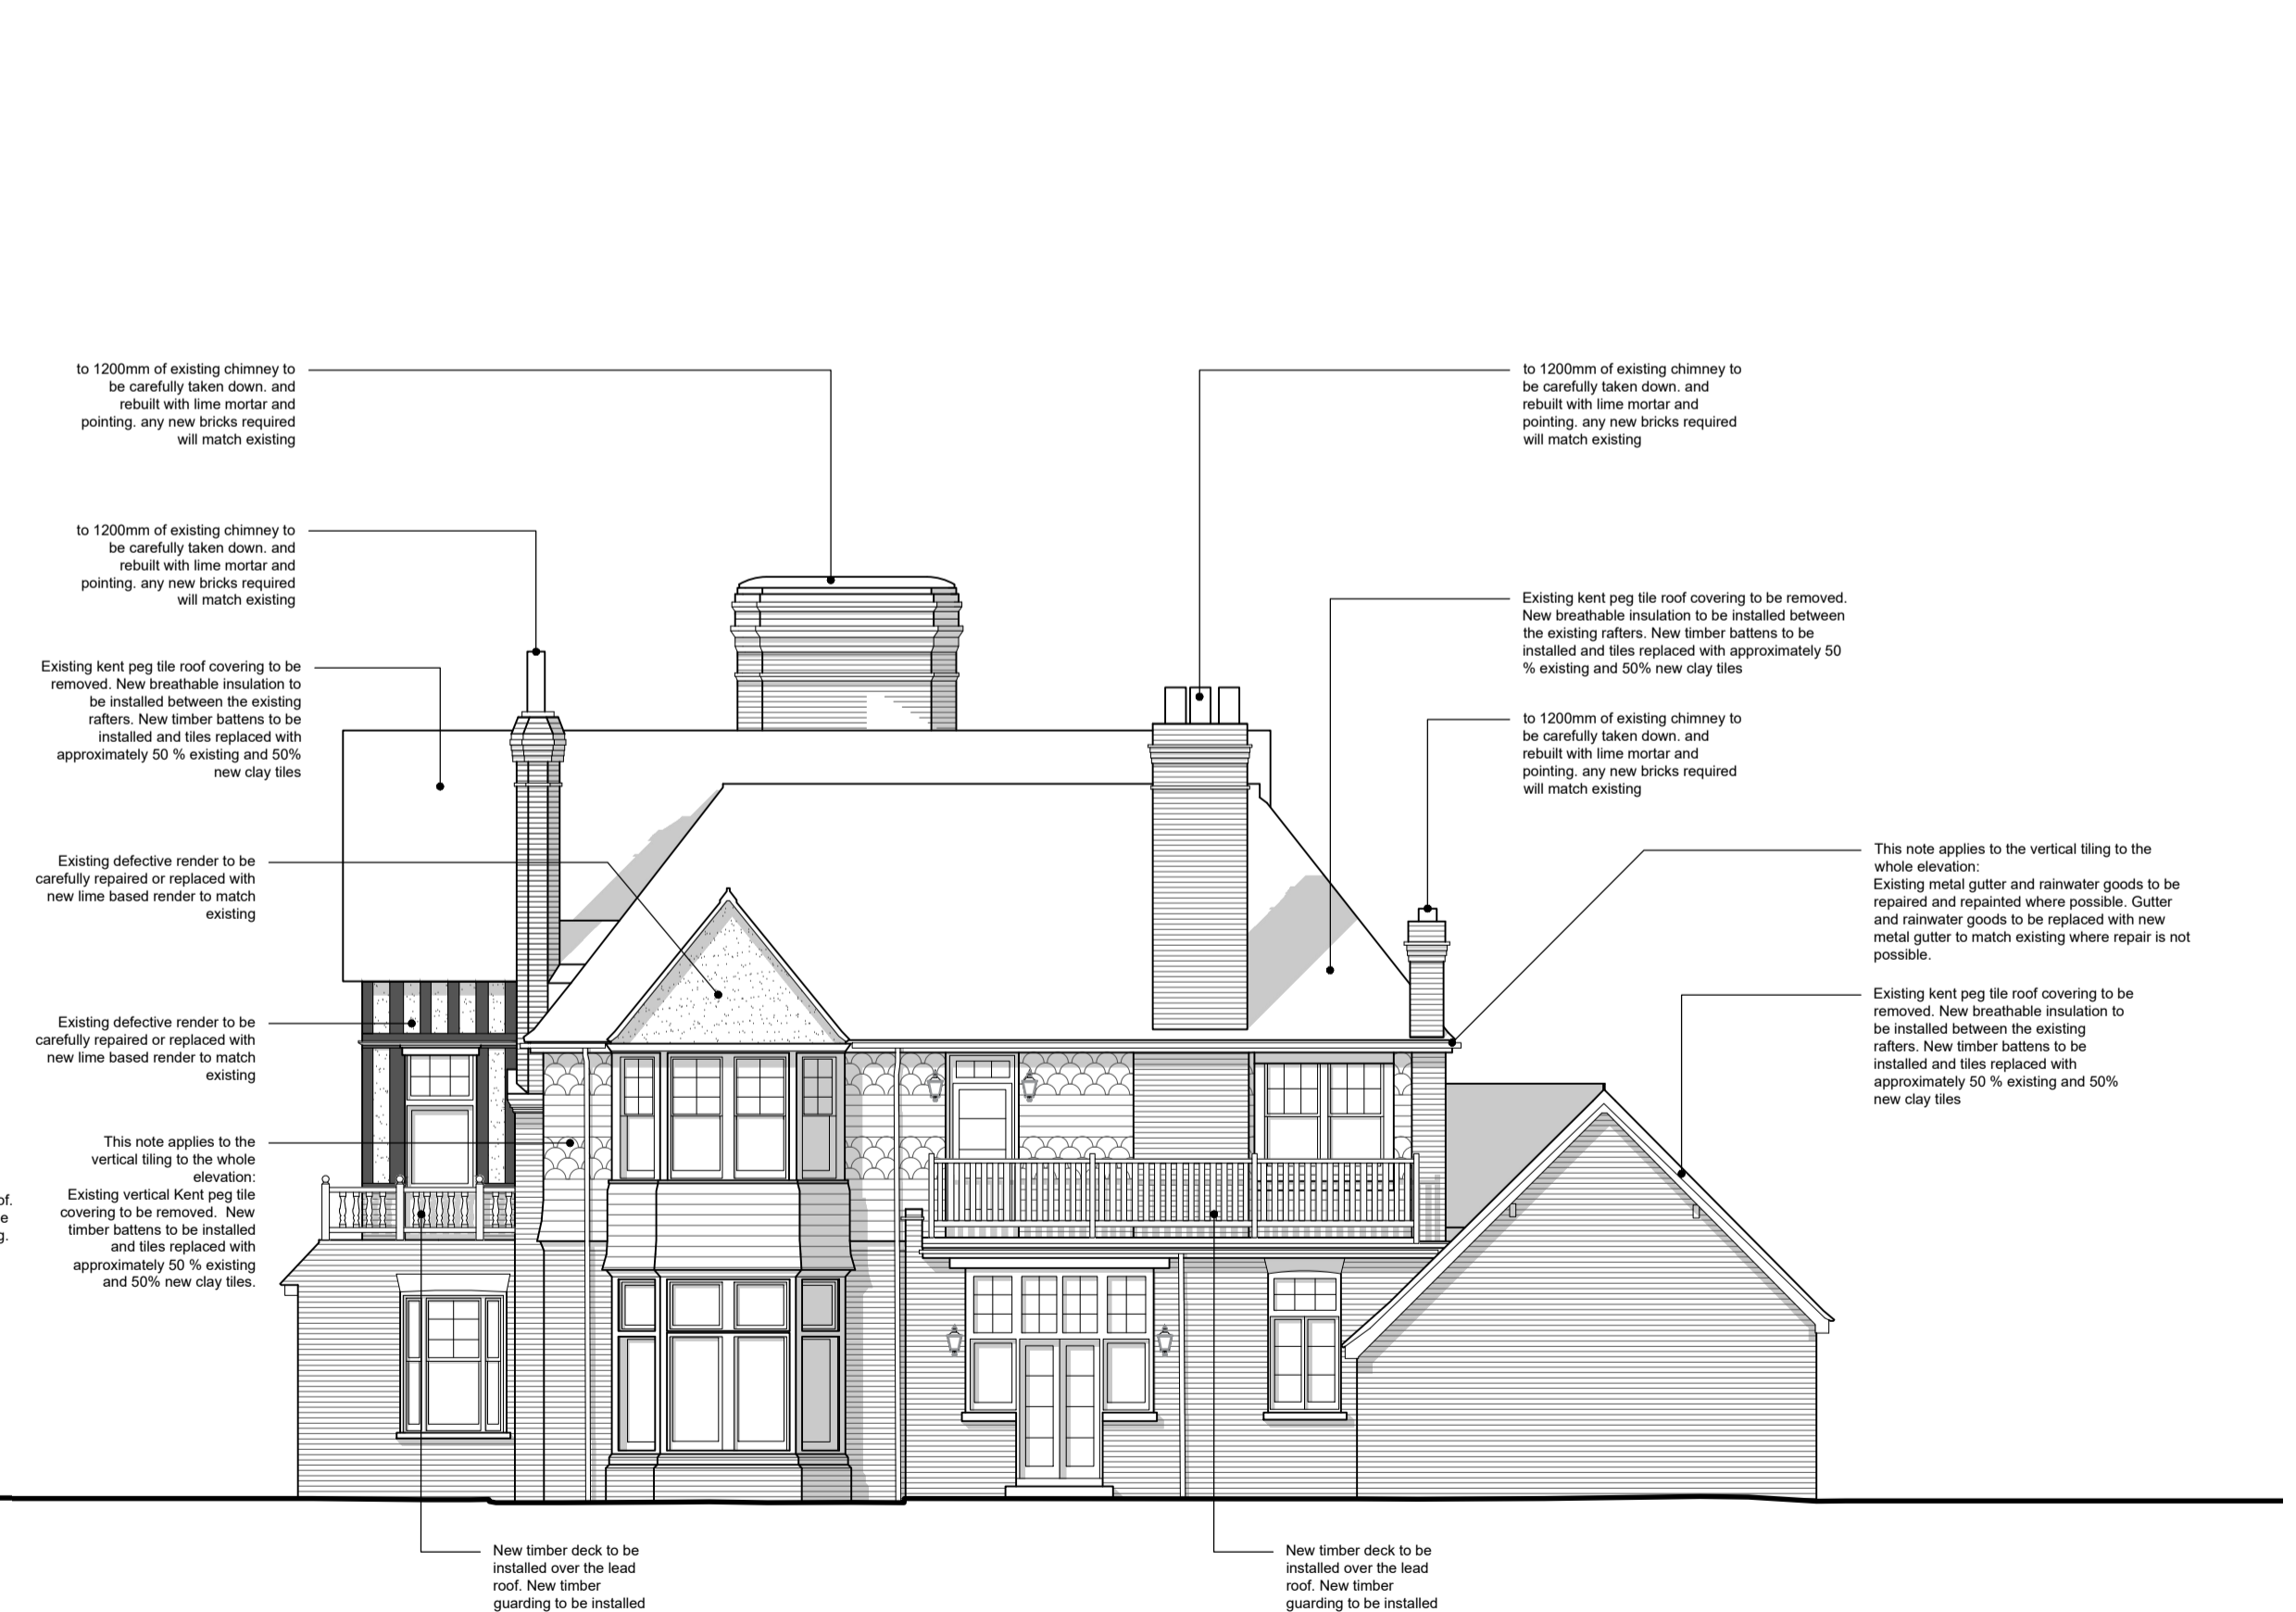 to 1200mm of existing chimney to
be carefully taken down. and
rebuilt with lime mortar and
pointing. any new bricks required
will match existing
to 1200mm of existing chimney to
be carefully taken down. and
rebuilt with lime mortar and
pointing. any new bricks required
will match existing
to 1200mm of existing chimney to
be carefully taken down. and
rebuilt with lime mortar and
pointing. any new bricks required
will match existing
Existing kent peg tile roof covering to be removed.
New breathable insulation to be installed between
the existing rafters. New timber battens to be
installed and tiles replaced with approximately 50
% existing and 50% new clay tiles
Existing kent peg tile roof covering to be
removed. New breathable insulation to
be installed between the existing
rafters. New timber battens to be
installed and tiles replaced with
approximately 50 % existing and 50%
new clay tiles
to 1200mm of existing chimney to
be carefully taken down. and
rebuilt with lime mortar and
pointing. any new bricks required
will match existing
Existing defective render to be
carefully repaired or replaced with
new lime based render to match
existing
This note applies to the vertical tiling to the
whole elevation:
Existing metal gutter and rainwater goods to be
repaired and repainted where possible. Gutter
and rainwater goods to be replaced with new
metal gutter to match existing where repair is not
possible.
Existing defective render to be
carefully repaired or replaced with
new lime based render to match
existing
Existing kent peg tile roof covering to be
removed. New breathable insulation to
be installed between the existing
rafters. New timber battens to be
installed and tiles replaced with
approximately 50 % existing and 50%
new clay tiles
This note applies to the
vertical tiling to the whole
elevation:
Existing vertical Kent peg tile
covering to be removed.  New
timber battens to be installed
and tiles replaced with
approximately 50 % existing
and 50% new clay tiles.
of.
e
g.
New timber deck to be
installed over the lead
roof. New timber
guarding to be installed
New timber deck to be
installed over the lead
roof. New timber
guarding to be installed